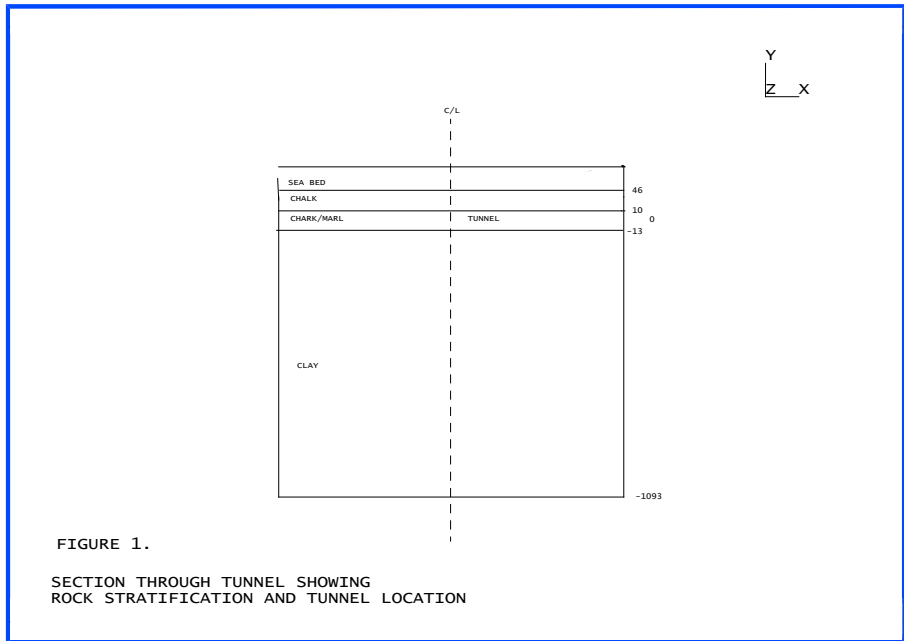 Y
Z X
C/L
SEA BED
46
CHALK
10
CHARK/MARL TUNNEL 0
-13
CLAY
-1093
FIGURE 1.
SECTION THROUGH TUNNEL SHOWING
ROCK STRATIFICATION AND TUNNEL LOCATION